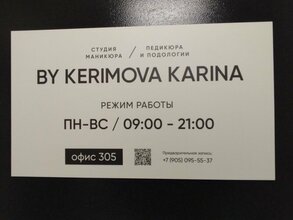 СТУДИЯ МАНИКЮРА / ПЕДИКЮРА И ПОДОЛОГИИ
BY KERIMOVA KARINA
РЕЖИМ РАБОТЫ
ПН-ВС / 09:00 - 21:00
офис 305
Предварительная запись:
+7 (905) 095-55-37